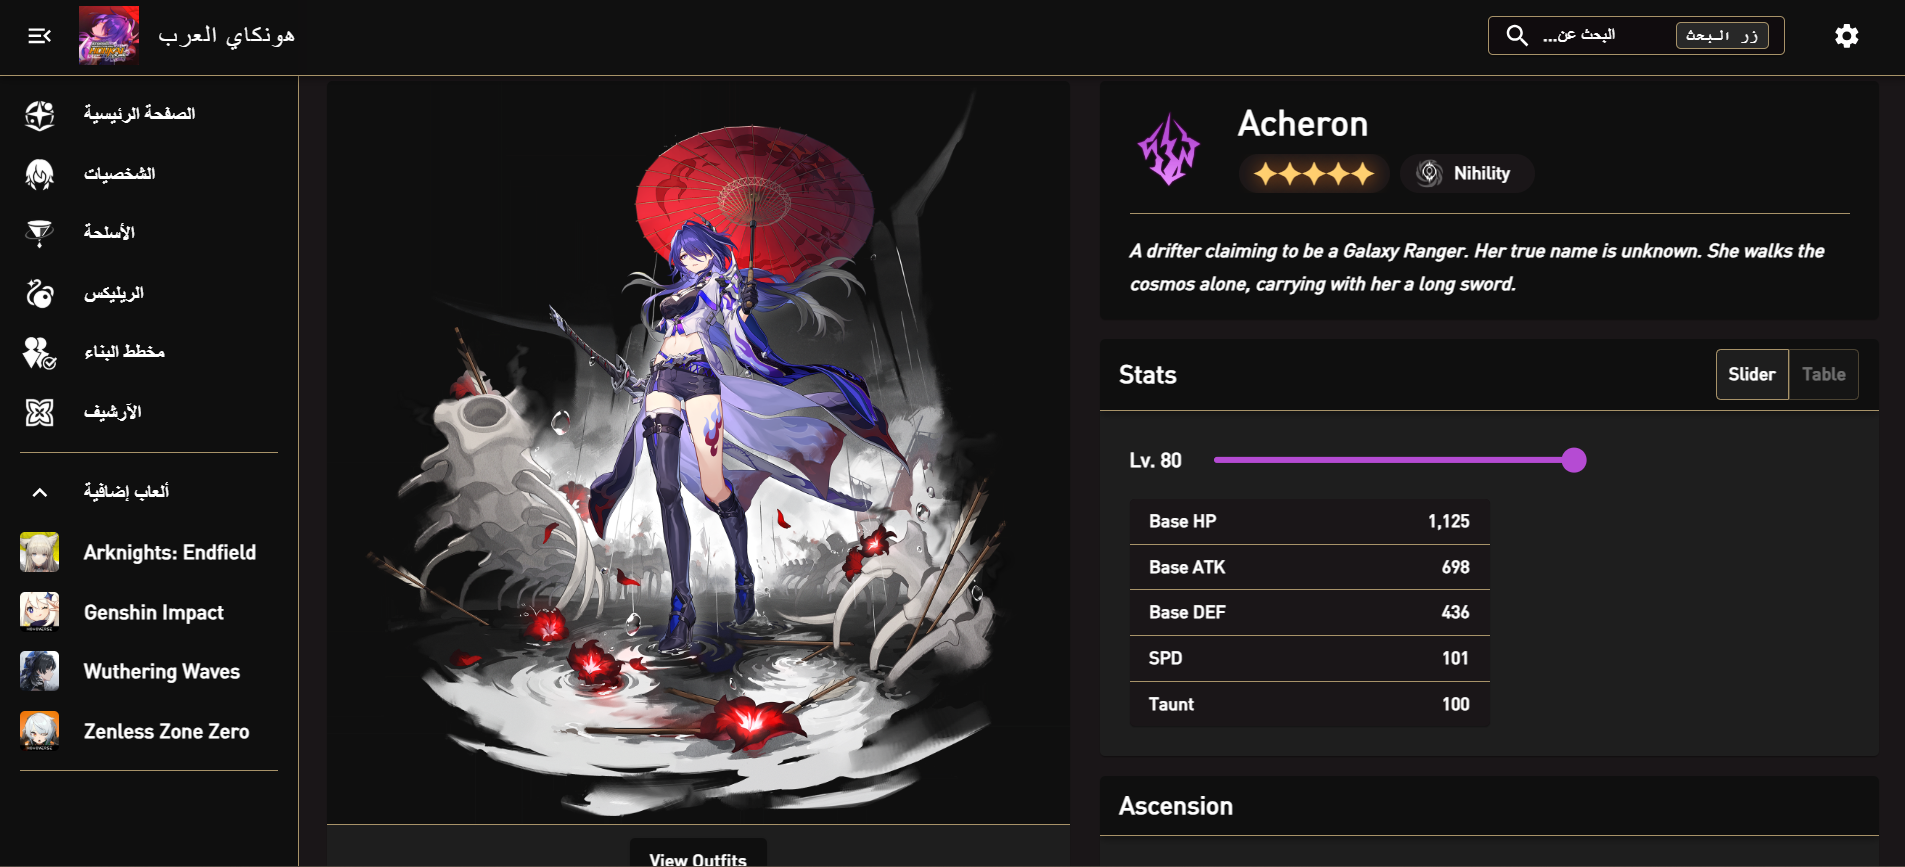 هونكاي العرب
البحث عن...
زر البحث
الصفحة الرئيسية
الشخصيات
الأسلحة
الريليكس
مخطط البناء
الآرشيف
ألعاب إضافية
Arknights: Endfield
Genshin Impact
Wuthering Waves
Zenless Zone Zero
View Outfits
Acheron
Nihility
A drifter claiming to be a Galaxy Ranger. Her true name is unknown. She walks the
cosmos alone, carrying with her a long sword.
Stats
Slider Table
Lv. 80
Base HP 1,125
Base ATK 698
Base DEF 436
SPD 101
Taunt 100
Ascension